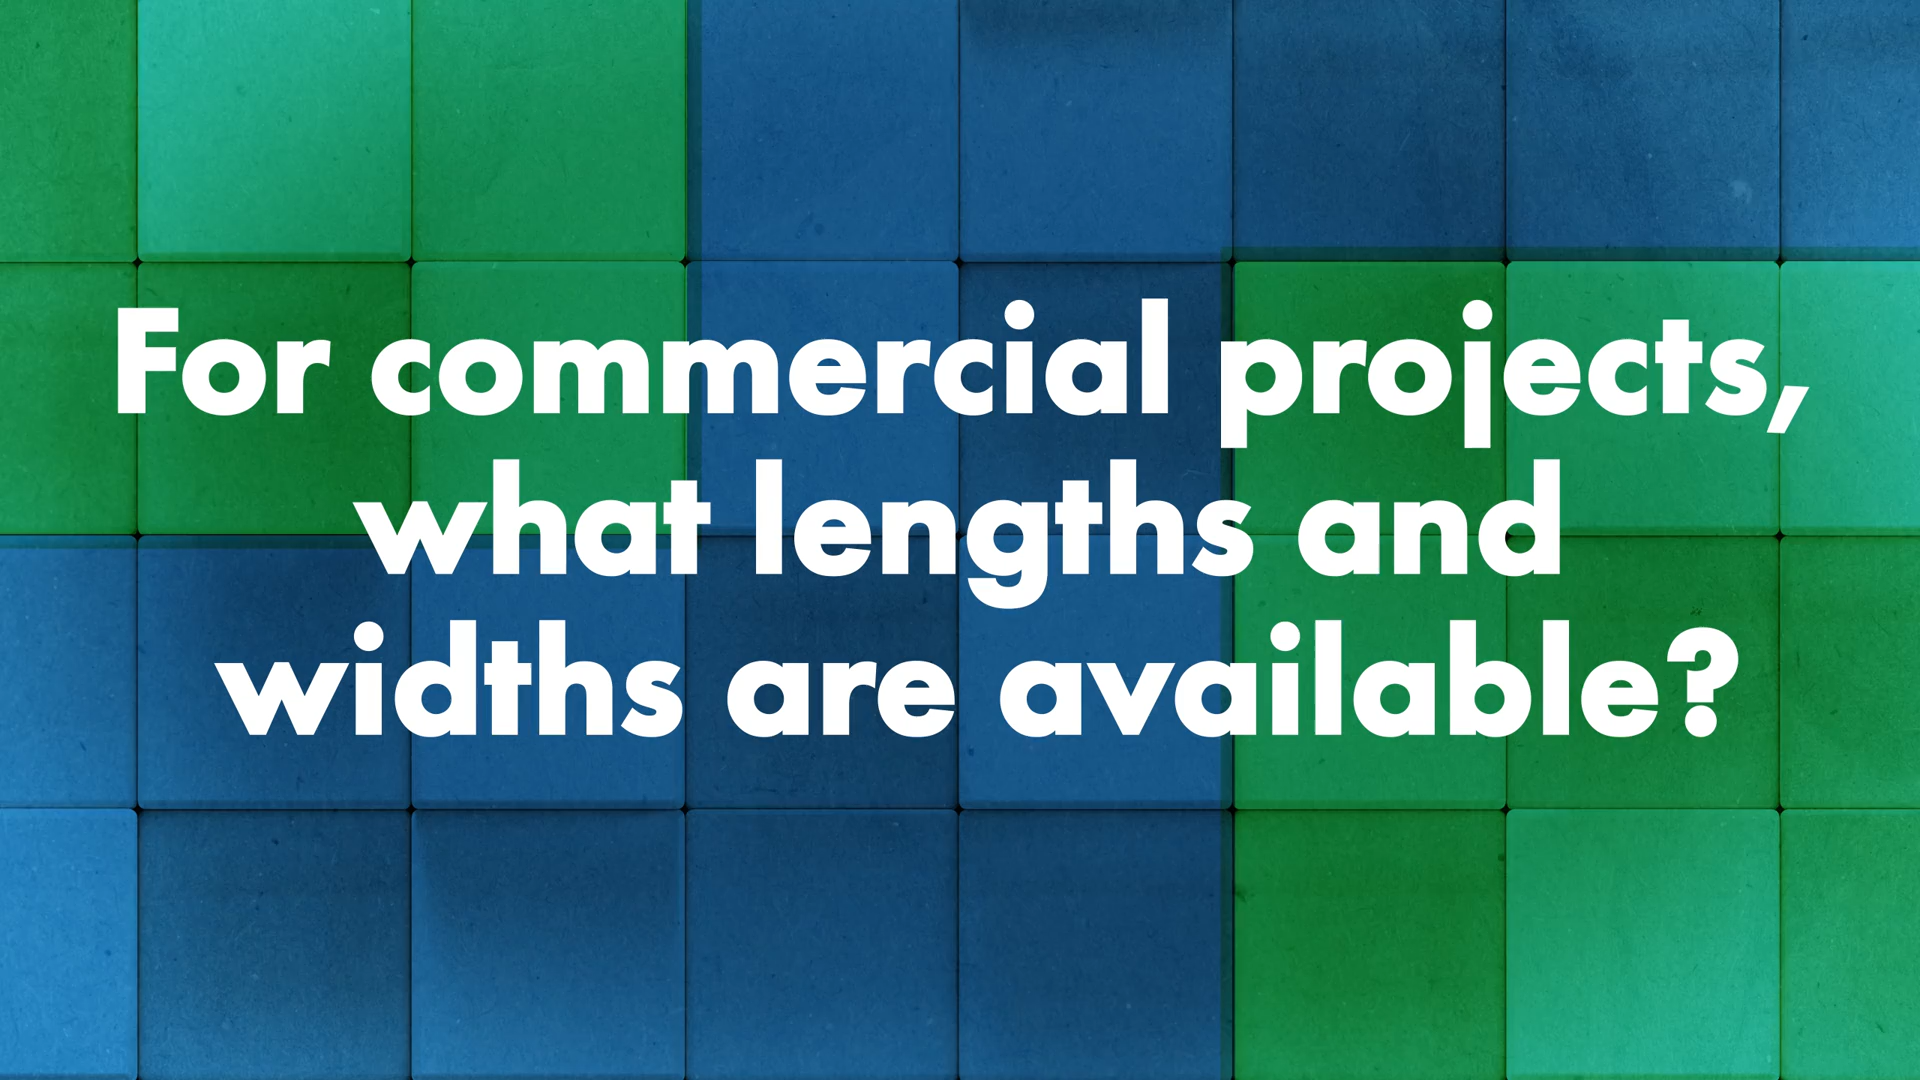 For commercial projects,
what lengths and
widths are available?